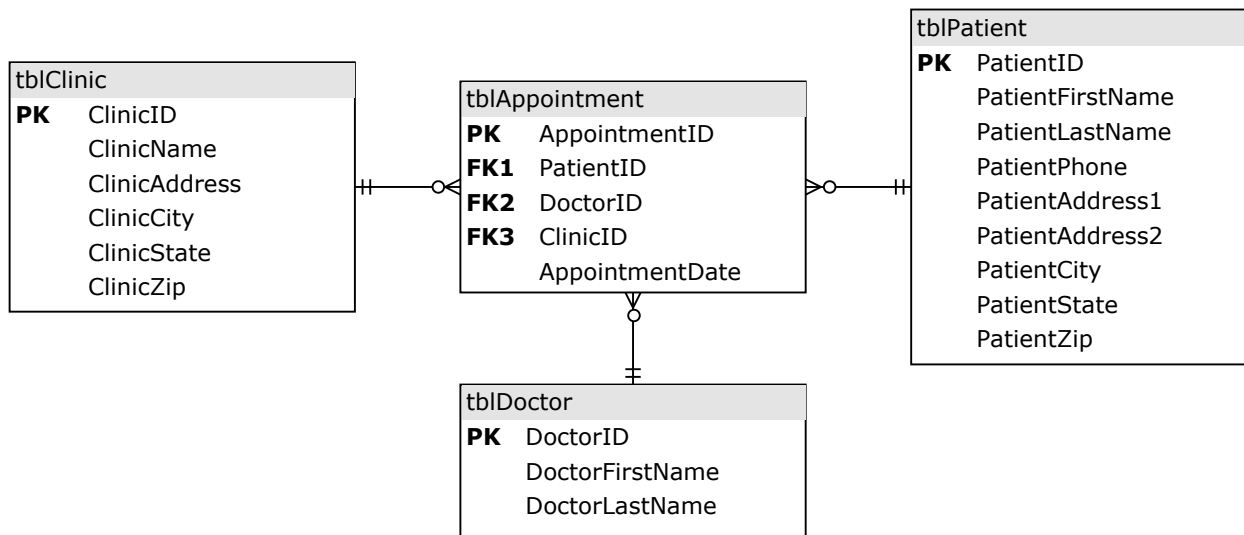 tblClinic
PK ClinicID
ClinicName
ClinicAddress
ClinicCity
ClinicState
ClinicZip
tblAppointment
PK AppointmentID
FK1 PatientID
FK2 DoctorID
FK3 ClinicID
AppointmentDate
tblPatient
PK PatientID
PatientFirstName
PatientLastName
PatientPhone
PatientAddress1
PatientAddress2
PatientCity
PatientState
PatientZip
tblDoctor
PK DoctorID
DoctorFirstName
DoctorLastName